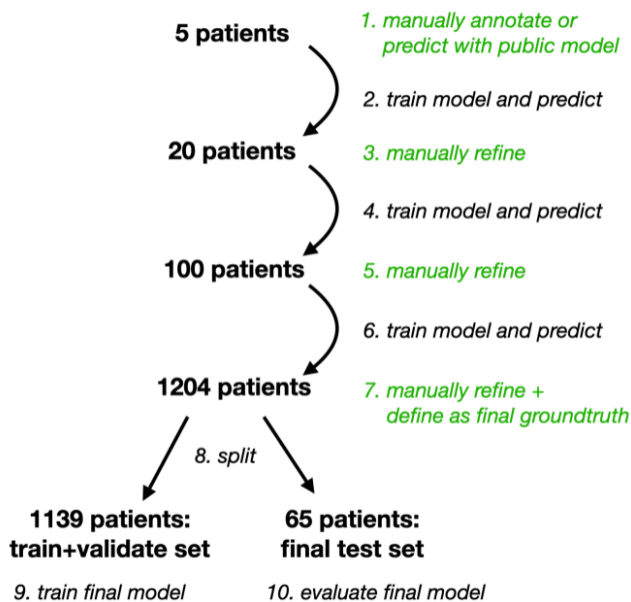 5 patients
1. manually annotate or
predict with public model
2. train model and predict
20 patients
3. manually refine
4. train model and predict
100 patients
5. manually refine
6. train model and predict
1204 patients
7. manually refine +
define as final groundtruth
8. split
1139 patients:
train+validate set
65 patients:
final test set
9. train final model
10. evaluate final model